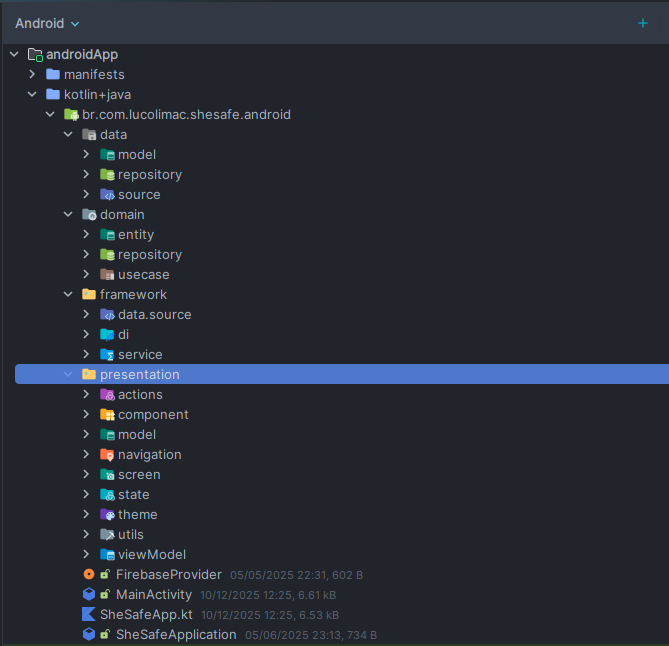 Android
androidApp
manifests
kotlin+java
br.com.lucolimac.shesafe.android
data
model
repository
source
domain
entity
repository
usecase
framework
data.source
di
service
presentation
actions
component
model
navigation
screen
state
theme
utils
viewModel
FirebaseProvider 05/05/2025 22:31, 602 B
MainActivity 10/12/2025 12:25, 6.61 kB
SheSafeApp.kt 10/12/2025 12:25, 6.53 kB
SheSafeApplication 05/06/2025 23:13, 734 B